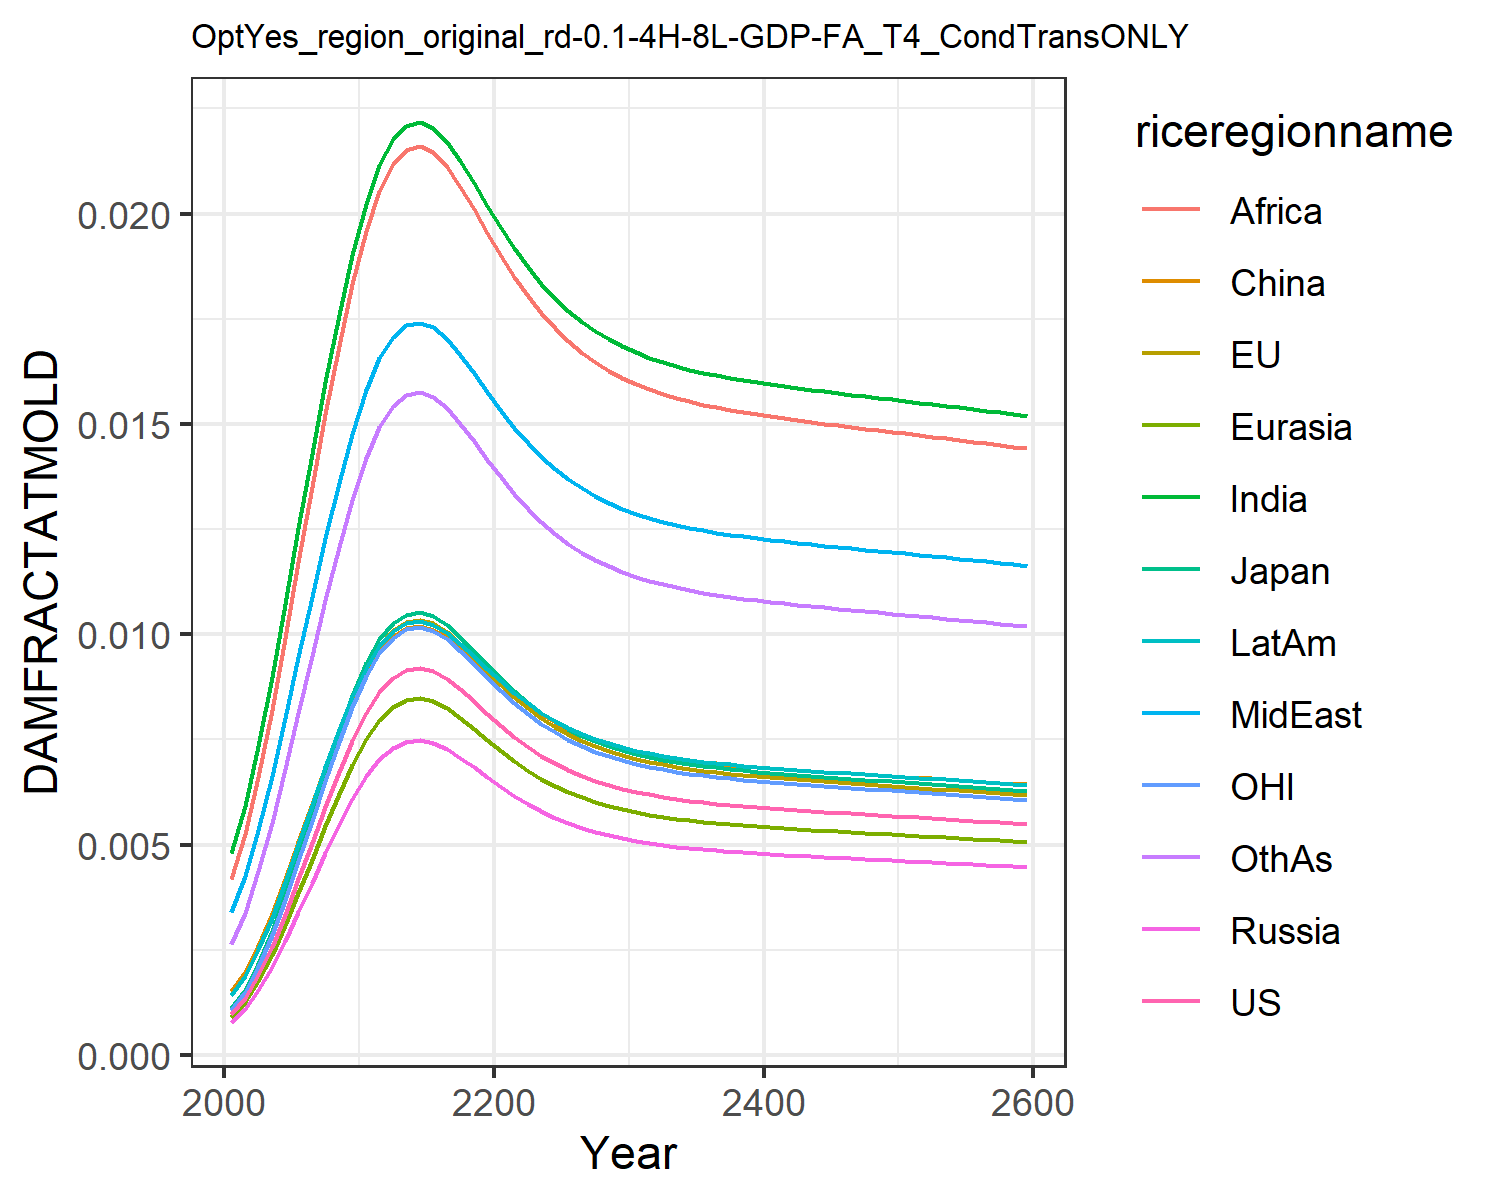 OptYes_region_original_rd-0.1-4H-8L-GDP-FA_T4_CondTransONLY
DAMFRACTATMOLD
0.020
0.015
0.010
0.005
0.000
2000 2200 2400 2600
Year
riceregionname
Africa
China
EU
Eurasia
India
Japan
LatAm
MidEast
OHI
OthAs
Russia
US